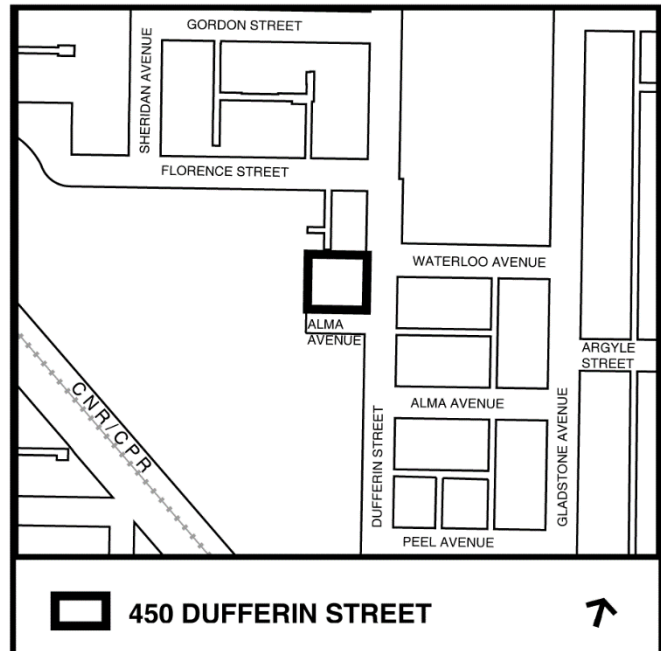 GORDON STREET
SHERIDAN AVENUE
FLORENCE STREET
WATERLOO AVENUE
ALMA
AVENUE
ARGYLE
STREET
CNR/CPR
ALMA AVENUE
DUFFERIN STREET
GLADSTONE AVENUE
PEEL AVENUE
450 DUFFERIN STREET